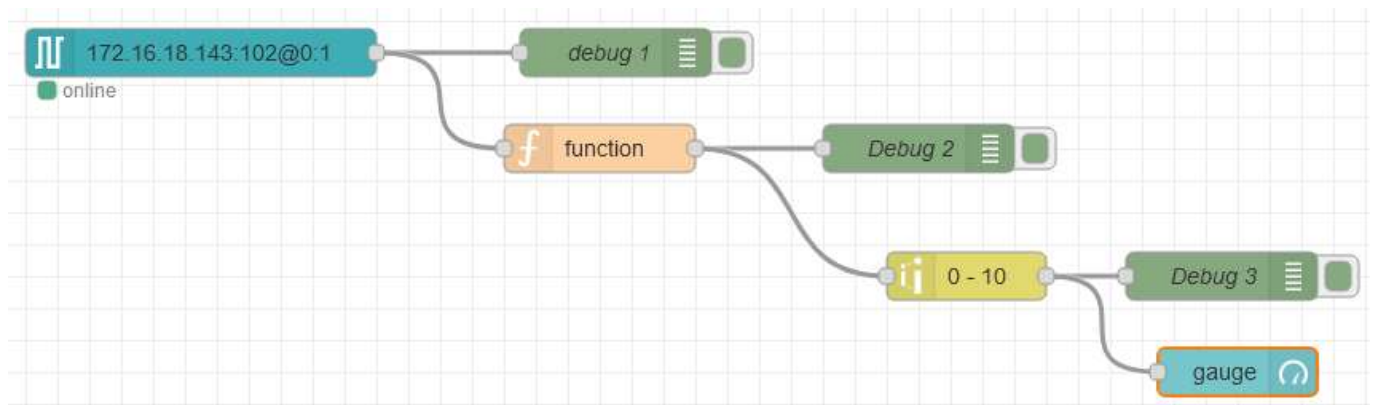 172.16.18.143:102@0:1
debug 1
online
function
Debug 2
0 - 10
Debug 3
gauge